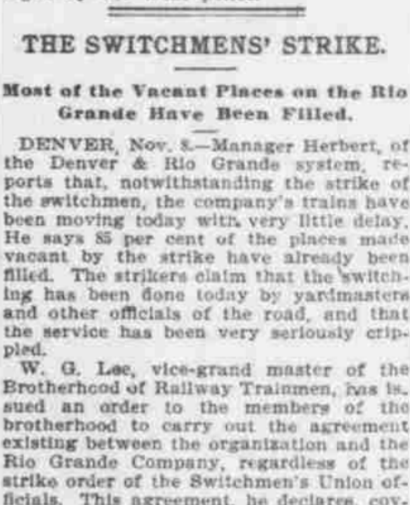 THE SWITCHMENS' STRIKE.
Most of the Vacant Places on the Rio
Grande Have Been Filled.
DENVER, Nov. 8.—Manager Herbert, of
the Denver & Rio Grande system, re-
ports that, notwithstanding the strike of
the switchmen, the company's trains have
been moving today with very little delay.
He says 85 per cent of the places made
vacant by the strike have already been
filled. The strikers claim that the switch-
ing has been done today by yardmasters
and other officials of the road, and that
the service has been very seriously crip-
pled.
W. G. Lee, vice-grand master of the
Brotherhood of Railway Trainmen, has is-
sued an order to the members of the
brotherhood to carry out the agreement
existing between the organization and the
Rio Grande Company, regardless of the
strike order of the Switchmen's Union of-
ficials. This agreement, he declares, cov-